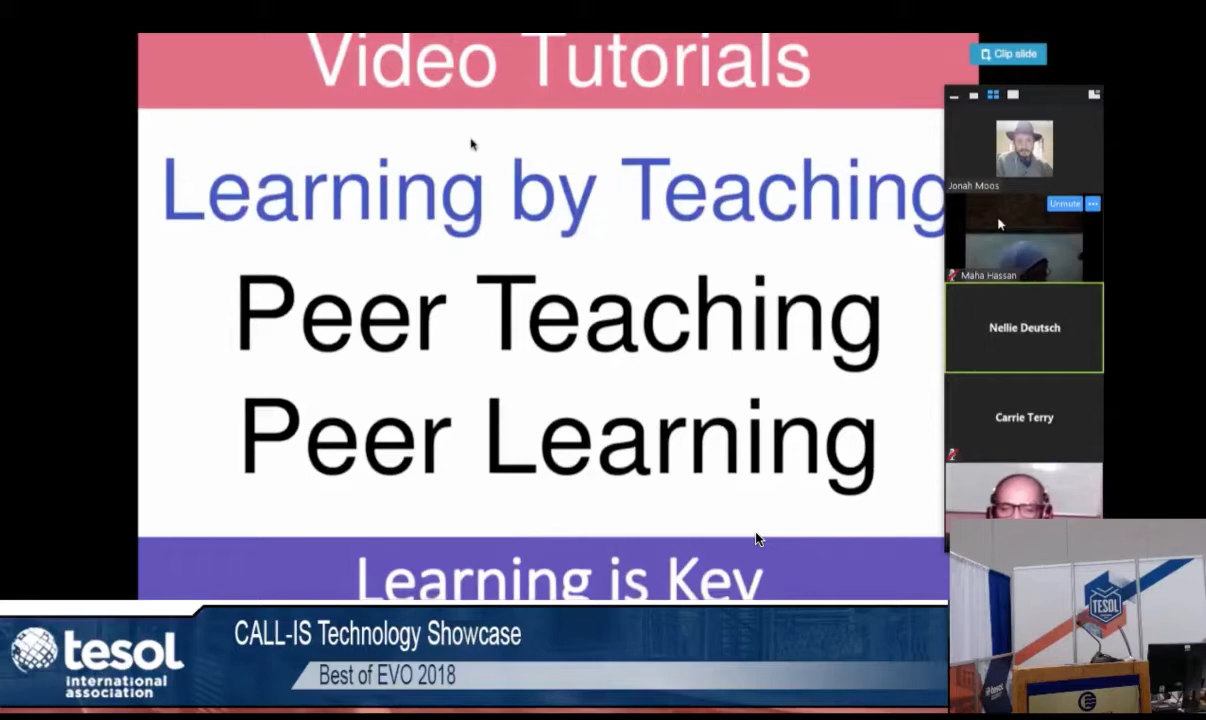 Video Tutorials
Clip slide
Learning by Teaching
Peer Teaching
Peer Learning
Learning is Key
Jonah Moos
Unmute
Maha Hassan
Nellie Deutsch
Carrie Terry
TESOL
tesol
tesol
international
association
CALL-IS Technology Showcase
Best of EVO 2018